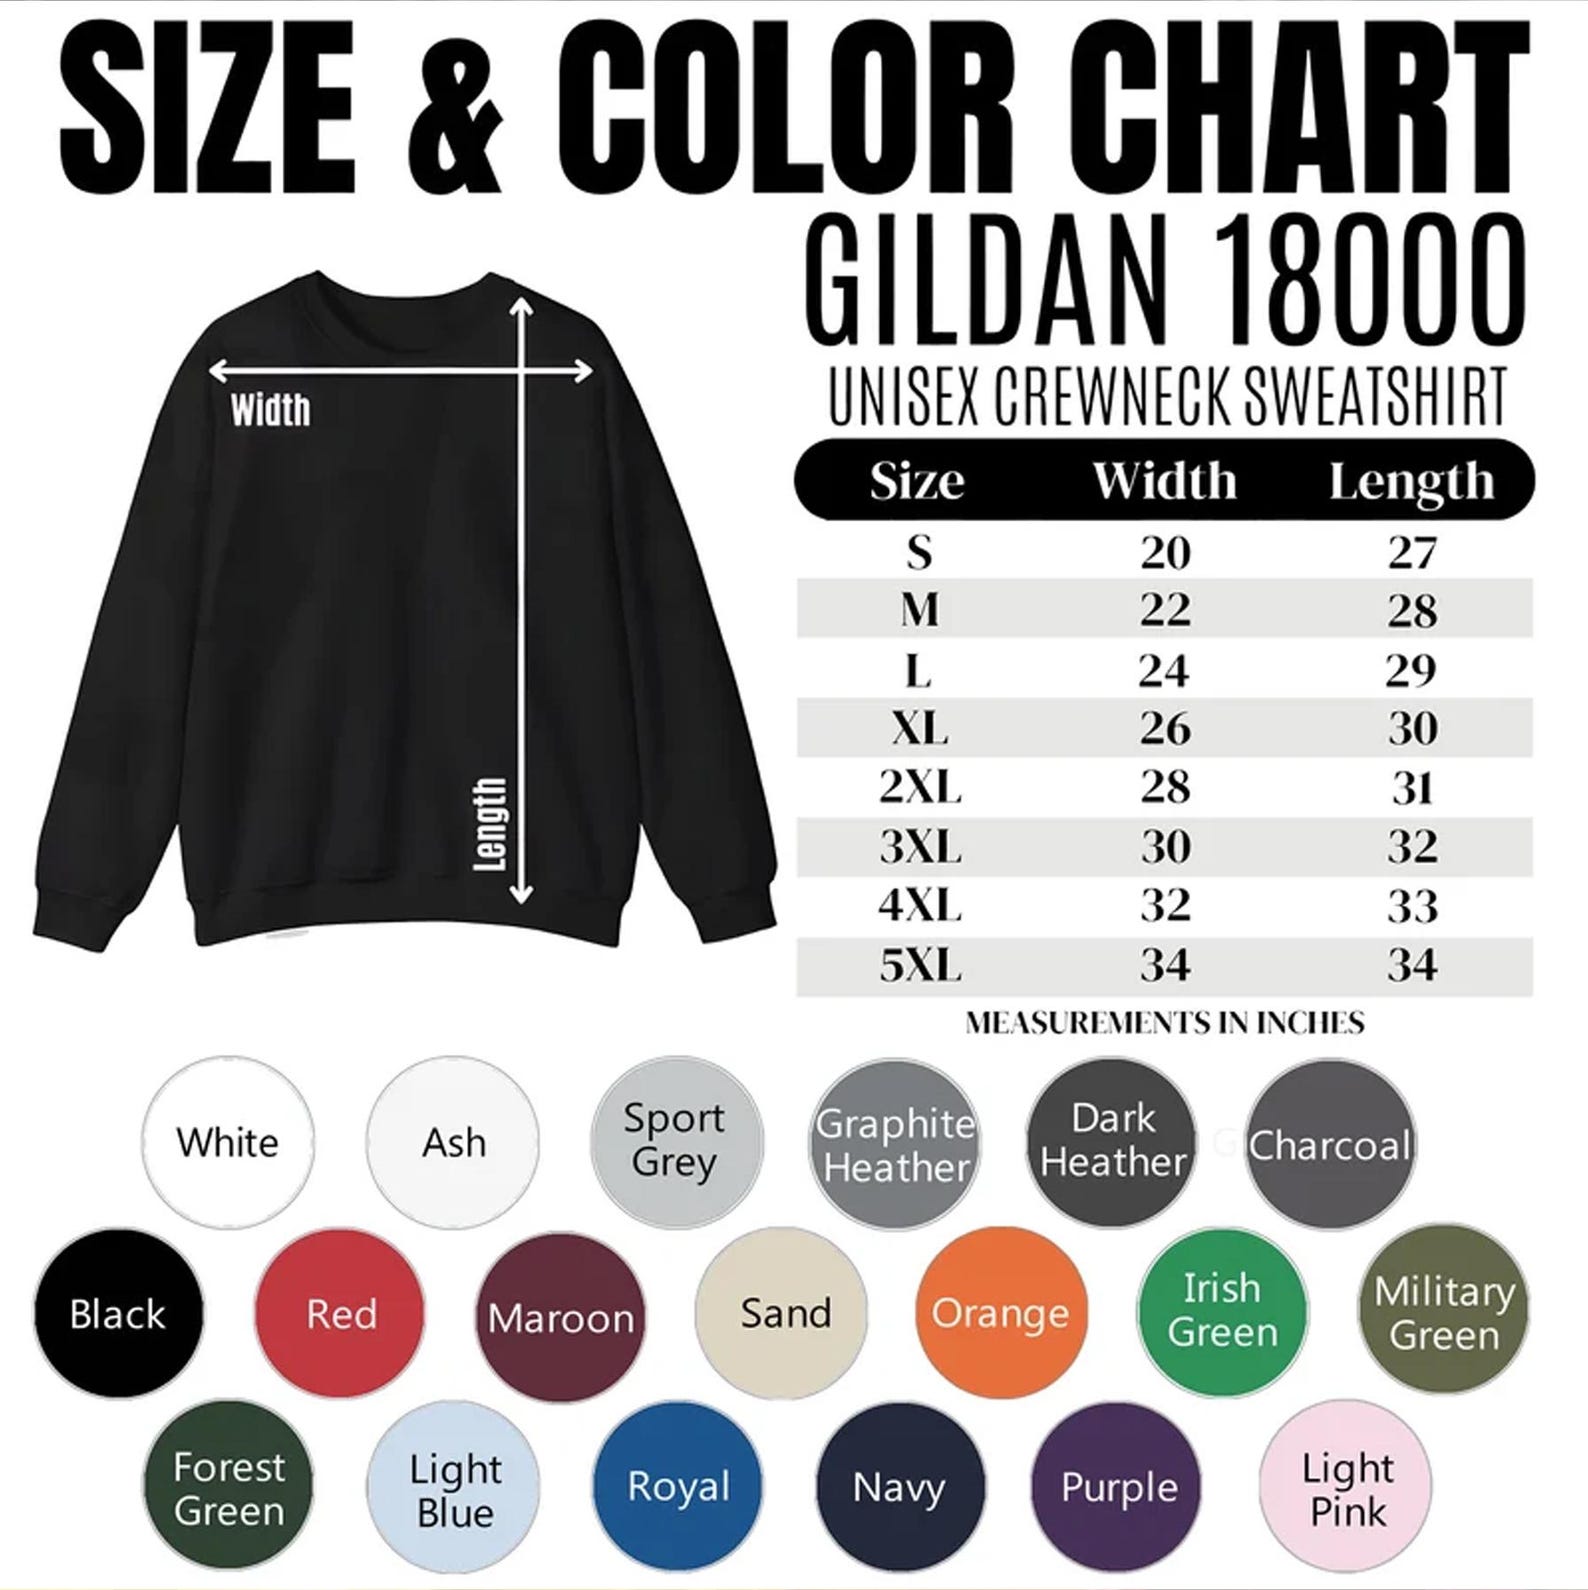 SIZE & COLOR CHART
GILDAN 18000
UNISEX CREWNECK SWEATSHIRT
Width
Length
Size Width Length
S 20 27
M 22 28
L 24 29
XL 26 30
2XL 28 31
3XL 30 32
4XL 32 33
5XL 34 34
MEASUREMENTS IN INCHES
White
Ash
Sport
Grey
Graphite
Heather
Dark
Heather
Charcoal
Black
Red
Maroon
Sand
Orange
Irish
Green
Military
Green
Forest
Green
Light
Blue
Royal
Navy
Purple
Light
Pink